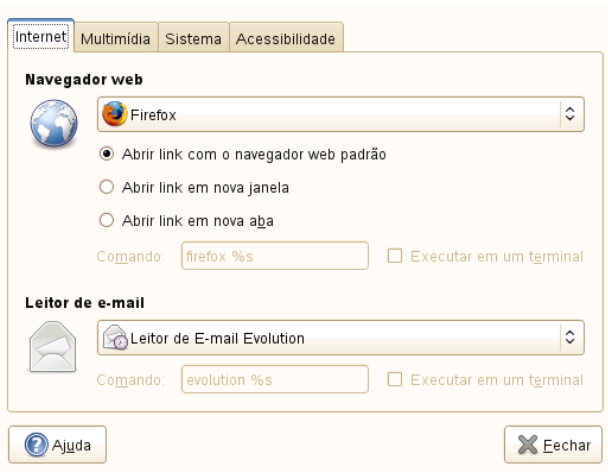 Internet Multimídia Sistema Acessibilidade
Navegador web
Firefox
Abrir link com o navegador web padrão
Abrir link em nova janela
Abrir link em nova aba
Comando: firefox %s Executar em um terminal
Leitor de e-mail
Leitor de E-mail Evolution
Comando: evolution %s Executar em um terminal
Ajuda Fechar